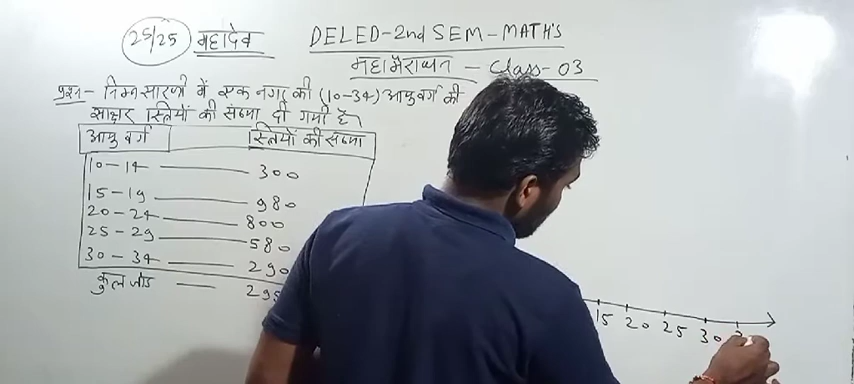 25/25 महादेव DELED-2nd SEM-MATH'S
महामैराथन - Class-03
प्रश्न- निम्न सारणी में एक नगर की (10-34) आयु वर्ग की
साक्षर स्त्रियों की संख्या दी गयी है।
आयु वर्ग स्त्रियों की संख्या
10-14 — 300
15-19 — 980
20-24 — 800
25-29 — 580
30-34 — 290
कुल जोड़ — 295
15 20 25 30